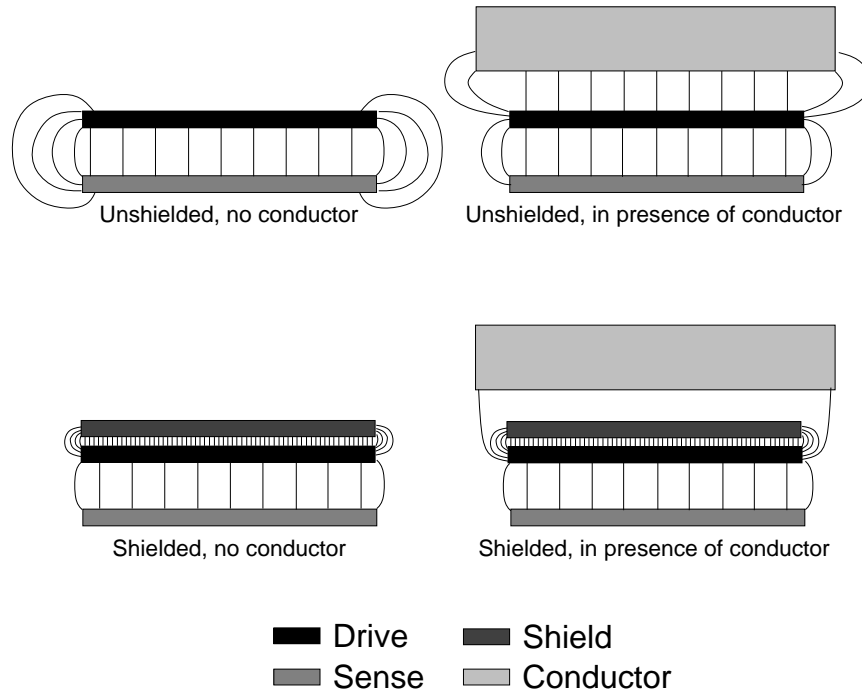 Unshielded, no conductor
Unshielded, in presence of conductor
Shielded, no conductor
Shielded, in presence of conductor
Drive
Shield
Sense
Conductor